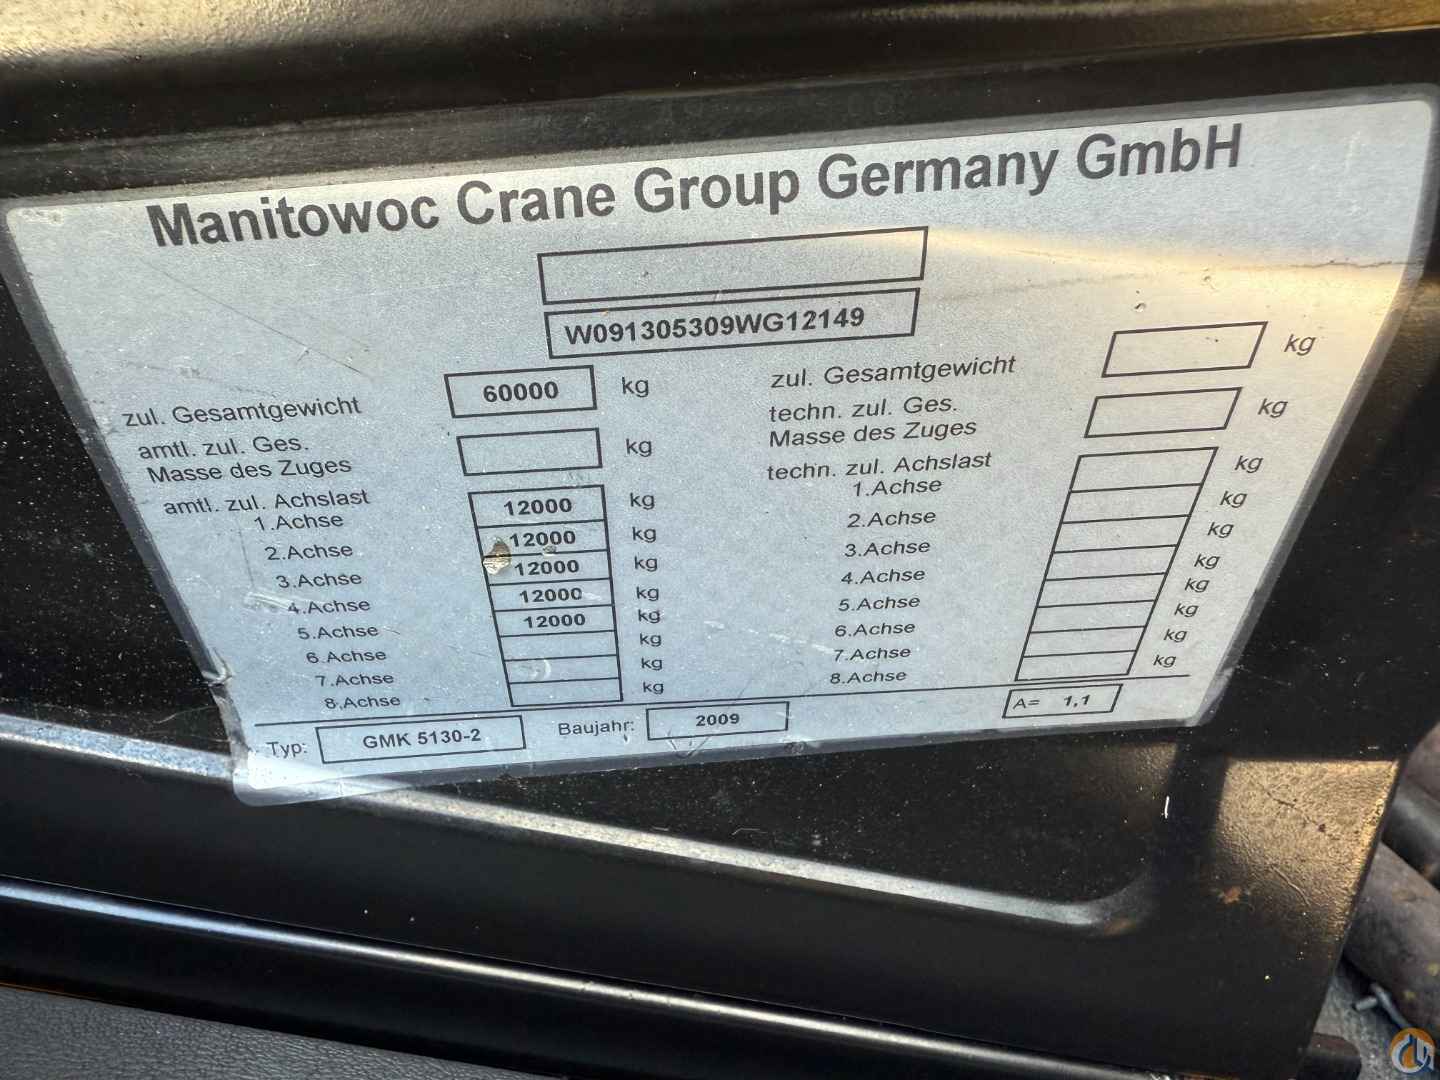 Manitowoc Crane Group Germany GmbH
W091305309WG12149
zul. Gesamtgewicht 60000 kg
amtl. zul. Ges.
Masse des Zuges kg
amtl. zul. Achslast
1.Achse 12000 kg
2.Achse 12000 kg
3.Achse 12000 kg
4.Achse 12000 kg
5.Achse 12000 kg
6.Achse kg
7.Achse kg
8.Achse kg
zul. Gesamtgewicht kg
techn. zul. Ges.
Masse des Zuges kg
techn. zul. Achslast
1.Achse kg
2.Achse kg
3.Achse kg
4.Achse kg
5.Achse kg
6.Achse kg
7.Achse kg
8.Achse kg
Typ: GMK 5130-2 Baujahr: 2009 A= 1,1